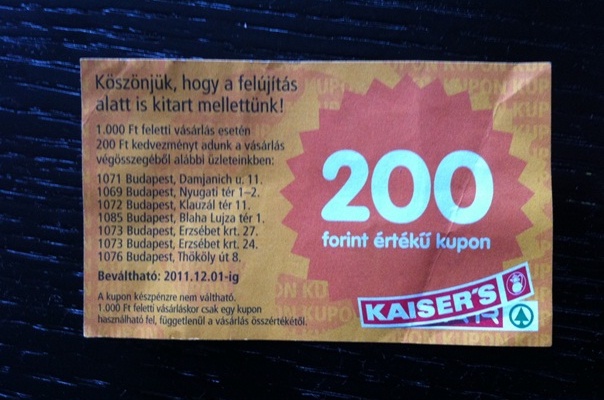 Köszönjük, hogy a felújítás
alatt is kitart mellettünk!
1.000 Ft feletti vásárlás esetén
200 Ft kedvezményt adunk a vásárlás
végösszegéből alábbi üzleteinkben:
1071 Budapest, Damjanich u. 11.
1069 Budapest, Nyugati tér 1–2.
1072 Budapest, Klauzál tér 11.
1085 Budapest, Blaha Lujza tér 1.
1073 Budapest, Erzsébet krt. 27.
1073 Budapest, Erzsébet krt. 24.
1076 Budapest, Thököly út 8.
Beváltható: 2011.12.01-ig
A kupon készpénzre nem váltható.
1.000 Ft feletti vásárláskor csak egy kupon
használható fel, függetlenül a vásárlás összértékétől.
200
forint értékű kupon
KAISER'S